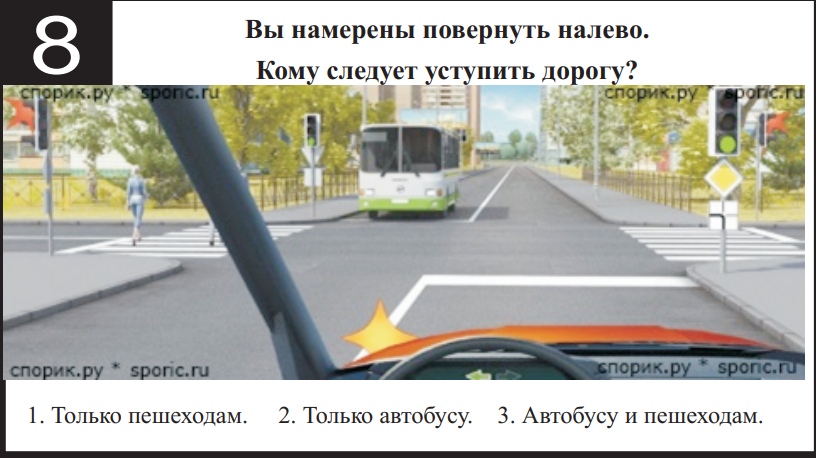 8
Вы намерены повернуть налево.
Кому следует уступить дорогу?
спорик.ру * sporic.ru
спорик.ру * sporic.ru
спорик.ру * sporic.ru
спорик.ру * sporic.ru
1. Только пешеходам. 2. Только автобусу. 3. Автобусу и пешеходам.